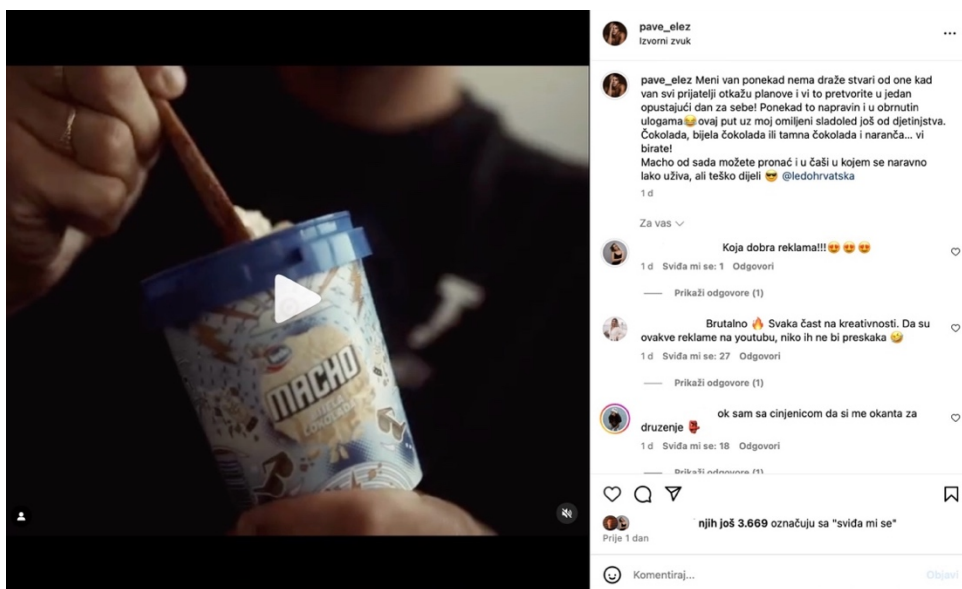 MACHO
BIJELA
ČOKOLADA
pave_elez
Izvorni zvuk
pave_elez Meni van ponekad nema draže stvari od one kad
van svi prijatelji otkažu planove i vi to pretvorite u jedan
opustajući dan za sebe! Ponekad to napravin i u obrnutin
ulogama😂ovaj put uz moj omiljeni sladoled još od djetinjstva.
Čokolada, bijela čokolada ili tamna čokolada i naranča... vi
birate!
Macho od sada možete pronać i u čaši u kojem se naravno
lako uživa, ali teško dijeli 😎 @ledohrvatska
1 d
Za vas
Koja dobra reklama!!!😍😍😍
1 d Sviđa mi se: 1 Odgovori
Prikaži odgovore (1)
Brutalno 🔥 Svaka čast na kreativnosti. Da su
ovakve reklame na youtubu, niko ih ne bi preskaka 🤣
1 d Sviđa mi se: 27 Odgovori
Prikaži odgovore (1)
ok sam sa cinjenicom da si me okanta za
druzenje 👺
1 d Sviđa mi se: 18 Odgovori
Prikaži odgovore (1)
njih još 3.669 označuju sa "sviđa mi se"
Prije 1 dan
Komentiraj...
Objavi